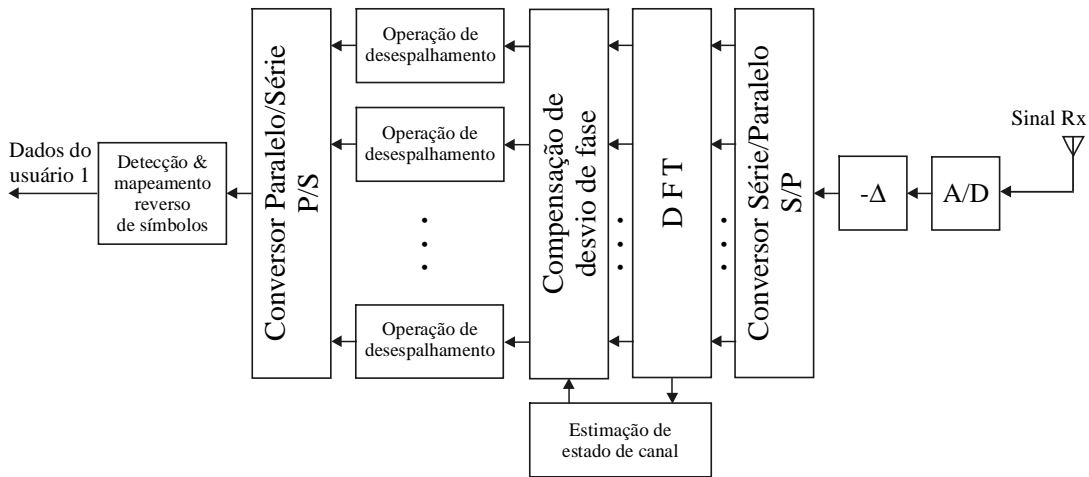 Operação de
desespalhamento
Operação de
desespalhamento
Operação de
desespalhamento
Conversor Paralelo/Série
P/S
Compensação de
desvio de fase
D F T
Conversor Série/Paralelo
S/P
-Δ
A/D
Sinal Rx
Dados do
usuário 1
Detecção &
mapeamento
reverso
de símbolos
Estimação de
estado de canal